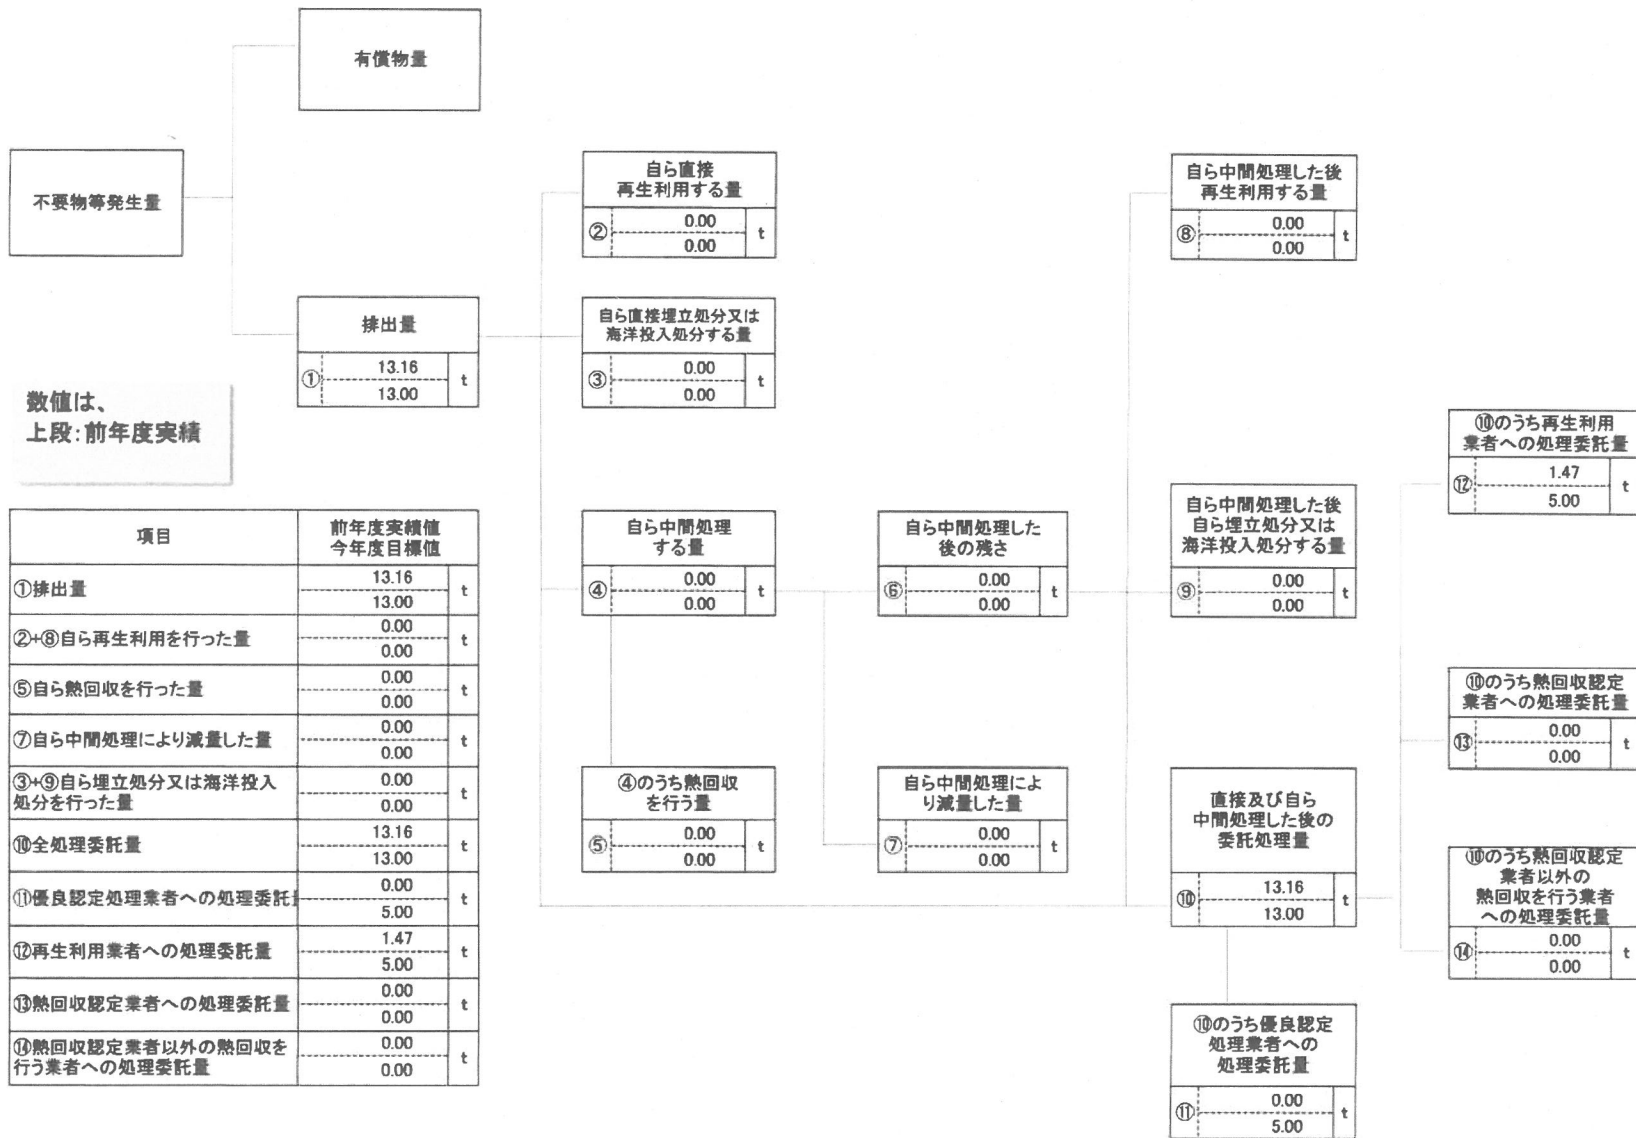 有償物量
不要物等発生量
排出量
①
13.16
13.00
t
数値は、
上段:前年度実績
自ら直接
再生利用する量
②
0.00
0.00
t
自ら直接埋立処分又は
海洋投入処分する量
③
0.00
0.00
t
自ら中間処理
する量
④
0.00
0.00
t
④のうち熱回収
を行う量
⑤
0.00
0.00
t
自ら中間処理した
後の残さ
⑥
0.00
0.00
t
自ら中間処理によ
り減量した量
⑦
0.00
0.00
t
自ら中間処理した後
再生利用する量
⑧
0.00
0.00
t
自ら中間処理した後
自ら埋立処分又は
海洋投入処分する量
⑨
0.00
0.00
t
直接及び自ら
中間処理した後の
委託処理量
⑩
13.16
13.00
t
⑩のうち優良認定
処理業者への
処理委託量
⑪
0.00
5.00
t
⑩のうち再生利用
業者への処理委託量
⑫
1.47
5.00
t
⑩のうち熱回収認定
業者への処理委託量
⑬
0.00
0.00
t
⑩のうち熱回収認定
業者以外の
熱回収を行う業者
への処理委託量
⑭
0.00
0.00
t
項目
前年度実績値
今年度目標値
①排出量
13.16
13.00
t
②+⑧自ら再生利用を行った量
0.00
0.00
t
⑤自ら熱回収を行った量
0.00
0.00
t
⑦自ら中間処理により減量した量
0.00
0.00
t
③+⑨自ら埋立処分又は海洋投入
処分を行った量
0.00
0.00
t
⑩全処理委託量
13.16
13.00
t
⑪優良認定処理業者への処理委託
0.00
5.00
t
⑫再生利用業者への処理委託量
1.47
5.00
t
⑬熱回収認定業者への処理委託量
0.00
0.00
t
⑭熱回収認定業者以外の熱回収を
行う業者への処理委託量
0.00
0.00
t